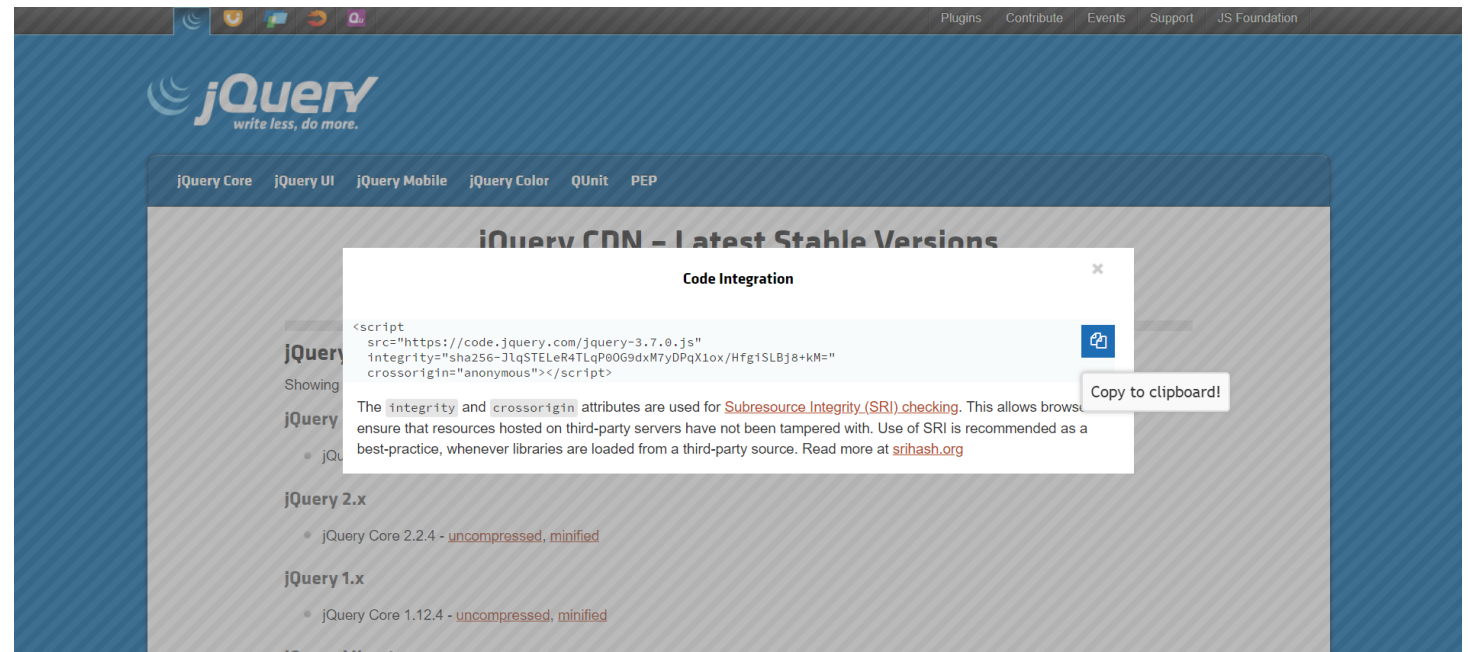 Plugins Contribute Events Support JS Foundation
jQuery
write less, do more.
jQuery Core jQuery UI jQuery Mobile jQuery Color QUnit PEP
jQuery CDN – Latest Stable Versions
Code Integration
<script
src="https://code.jquery.com/jquery-3.7.0.js"
integrity="sha256-JlqSTELeR4TLqP0OG9dxM7yDPqX1ox/HfgiSLBj8+kM="
crossorigin="anonymous"></script>
Copy to clipboard!
The integrity and crossorigin attributes are used for Subresource Integrity (SRI) checking. This allows
ensure that resources hosted on third-party servers have not been tampered with. Use of SRI is recommended as a
best-practice, whenever libraries are loaded from a third-party source. Read more at srihash.org
jQuery
Showing
jQuery
jQuery 2.x
jQuery Core 2.2.4 - uncompressed, minified
jQuery 1.x
jQuery Core 1.12.4 - uncompressed, minified